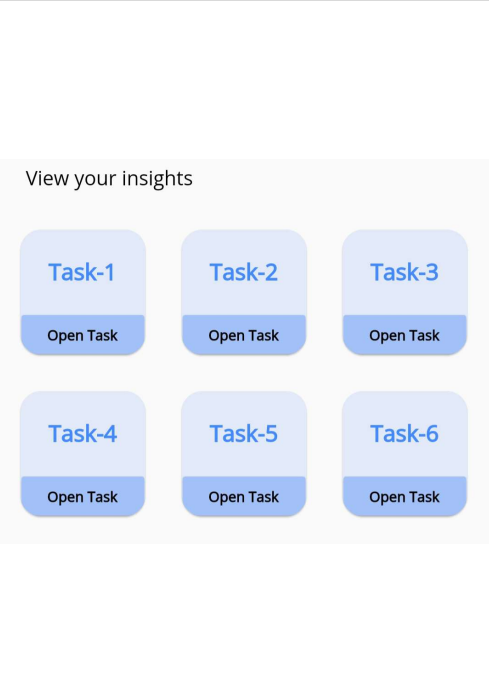 View your insights
Task-1 Task-2 Task-3
Open Task Open Task Open Task
Task-4 Task-5 Task-6
Open Task Open Task Open Task